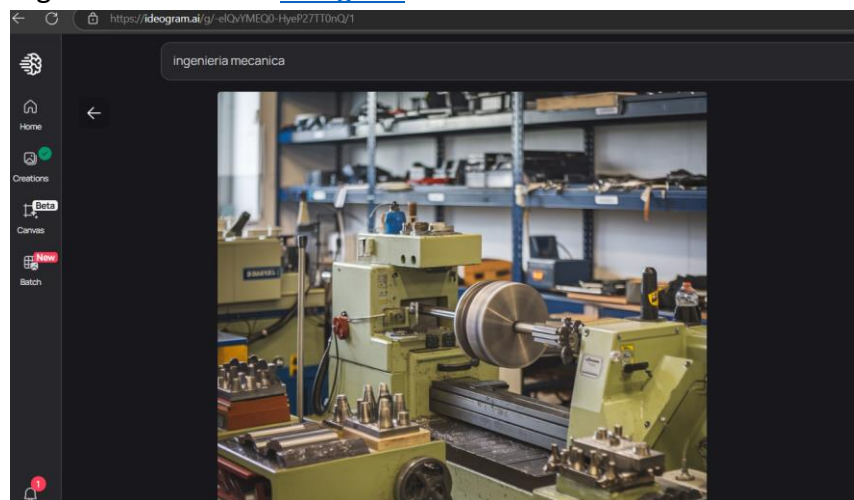 https://ideogram.ai/g/-elQvYMEQ0-HyeP27TT0nQ/1
ingenieria mecanica
Home
Creations
Beta
Canvas
New
Batch
1